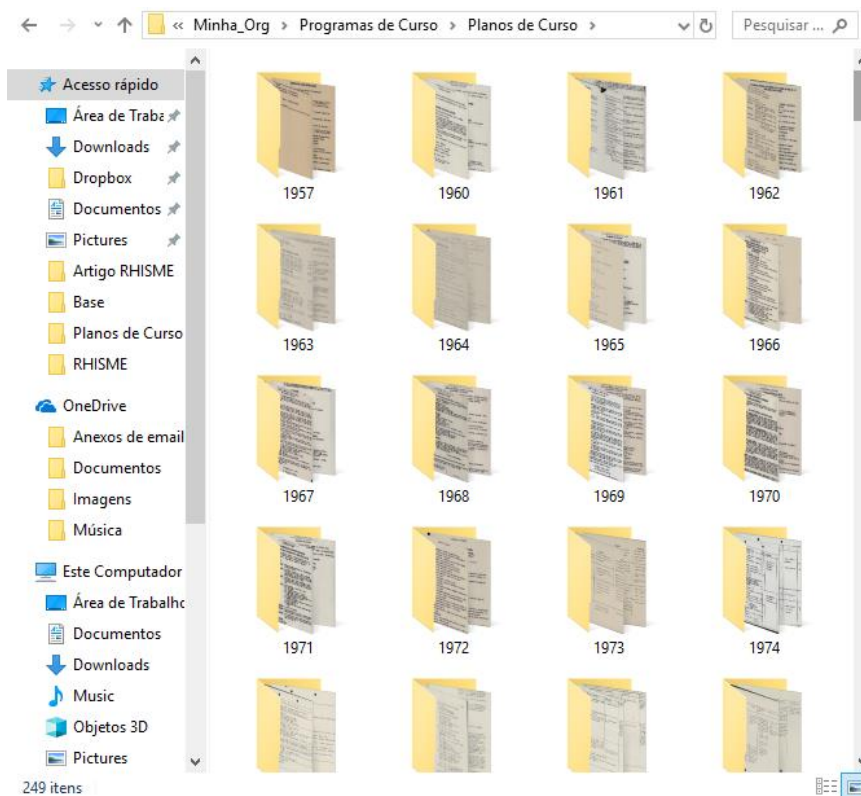 « Minha_Org › Programas de Curso › Planos de Curso ›
Pesquisar ...
Acesso rápido
Área de Traba
Downloads
Dropbox
Documentos
Pictures
Artigo RHISME
Base
Planos de Curso
RHISME
OneDrive
Anexos de email
Documentos
Imagens
Música
Este Computador
Área de Trabalho
Documentos
Downloads
Music
Objetos 3D
Pictures
1957 1960 1961 1962
1963 1964 1965 1966
1967 1968 1969 1970
1971 1972 1973 1974
249 itens